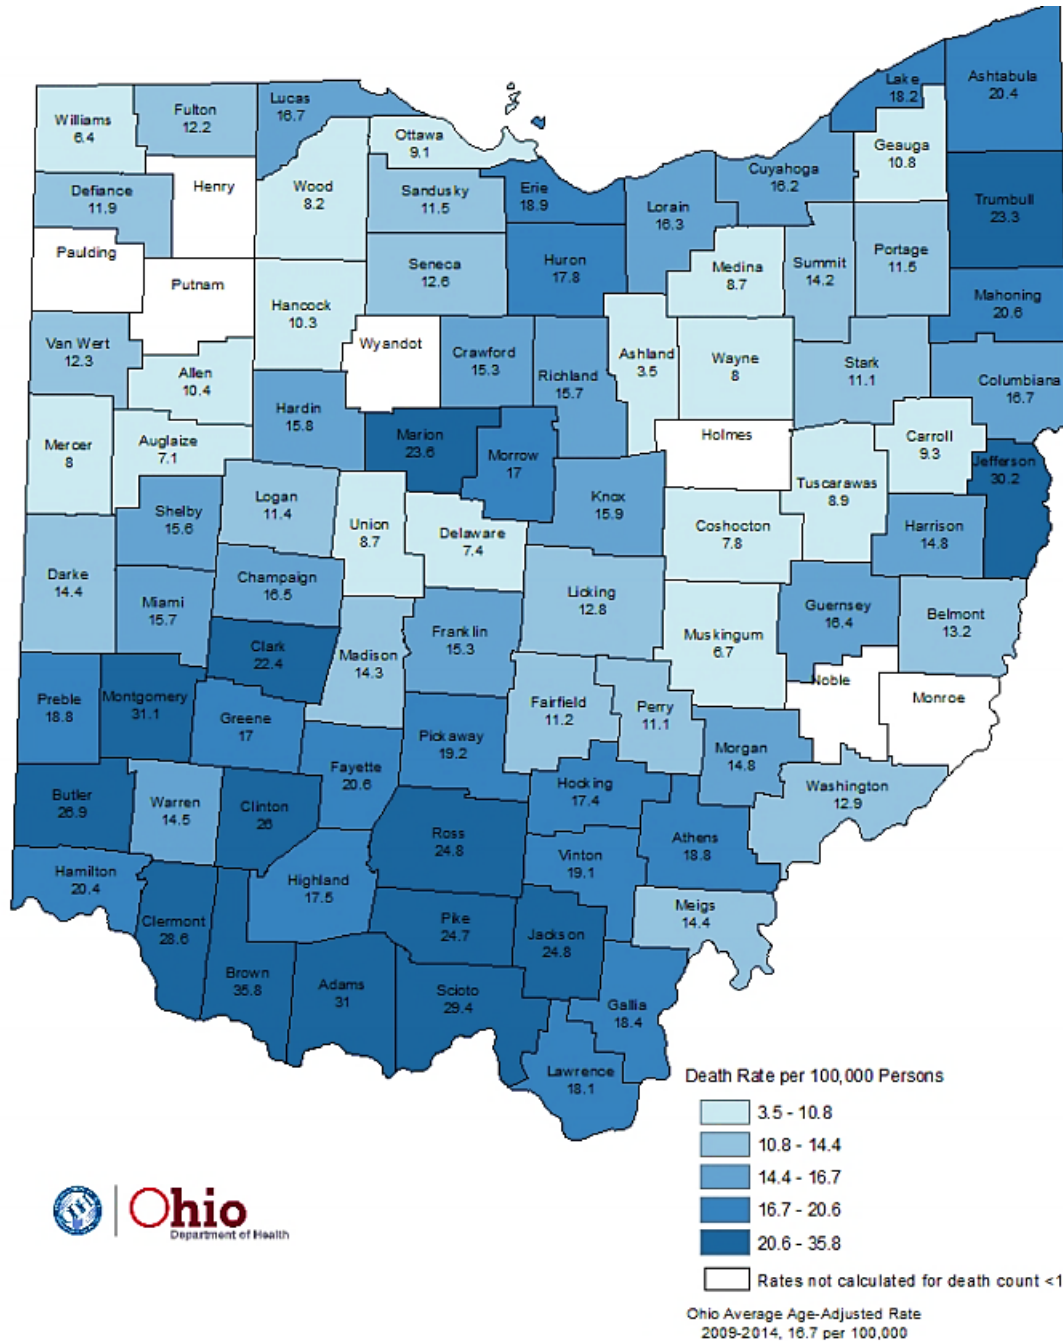 Lake
18.2
Ashtabula
20.4
Williams
6.4
Fulton
12.2
Lucas
16.7
Ottawa
9.1
Geauga
10.8
Cuyahoga
16.2
Defiance
11.9
Henry
Wood
8.2
Sandusky
11.5
Erie
18.9
Lorain
16.3
Trumbull
23.3
Paulding
Putnam
Seneca
12.6
Huron
17.8
Medina
8.7
Summit
14.2
Portage
11.5
Mahoning
20.6
Hancock
10.3
Van Wert
12.3
Wyandot
Crawford
15.3
Ashland
3.5
Wayne
8
Stark
11.1
Columbiana
16.7
Allen
10.4
Richland
15.7
Hardin
15.8
Mercer
8
Auglaize
7.1
Marion
23.6
Morrow
17
Holmes
Carroll
9.3
Jefferson
30.2
Tuscarawas
8.9
Shelby
15.6
Logan
11.4
Union
8.7
Delaware
7.4
Knox
15.9
Coshocton
7.8
Harrison
14.8
Darke
14.4
Champaign
16.5
Miami
15.7
Licking
12.8
Guernsey
16.4
Belmont
13.2
Clark
22.4
Madison
14.3
Franklin
15.3
Muskingum
6.7
Noble
Monroe
Preble
18.8
Montgomery
31.1
Greene
17
Fairfield
11.2
Perry
11.1
Pickaway
19.2
Morgan
14.8
Fayette
20.6
Hocking
17.4
Washington
12.9
Butler
26.9
Warren
14.5
Clinton
26
Ross
24.8
Athens
18.8
Vinton
19.1
Hamilton
20.4
Highland
17.5
Meigs
14.4
Clermont
28.6
Pike
24.7
Jackson
24.8
Brown
35.8
Adams
31
Scioto
29.4
Gallia
18.4
Lawrence
18.1
Death Rate per 100,000 Persons
3.5 - 10.8
10.8 - 14.4
14.4 - 16.7
16.7 - 20.6
20.6 - 35.8
Rates not calculated for death count <1
Ohio Average Age-Adjusted Rate
2009-2014, 16.7 per 100,000
Ohio
Department of Health